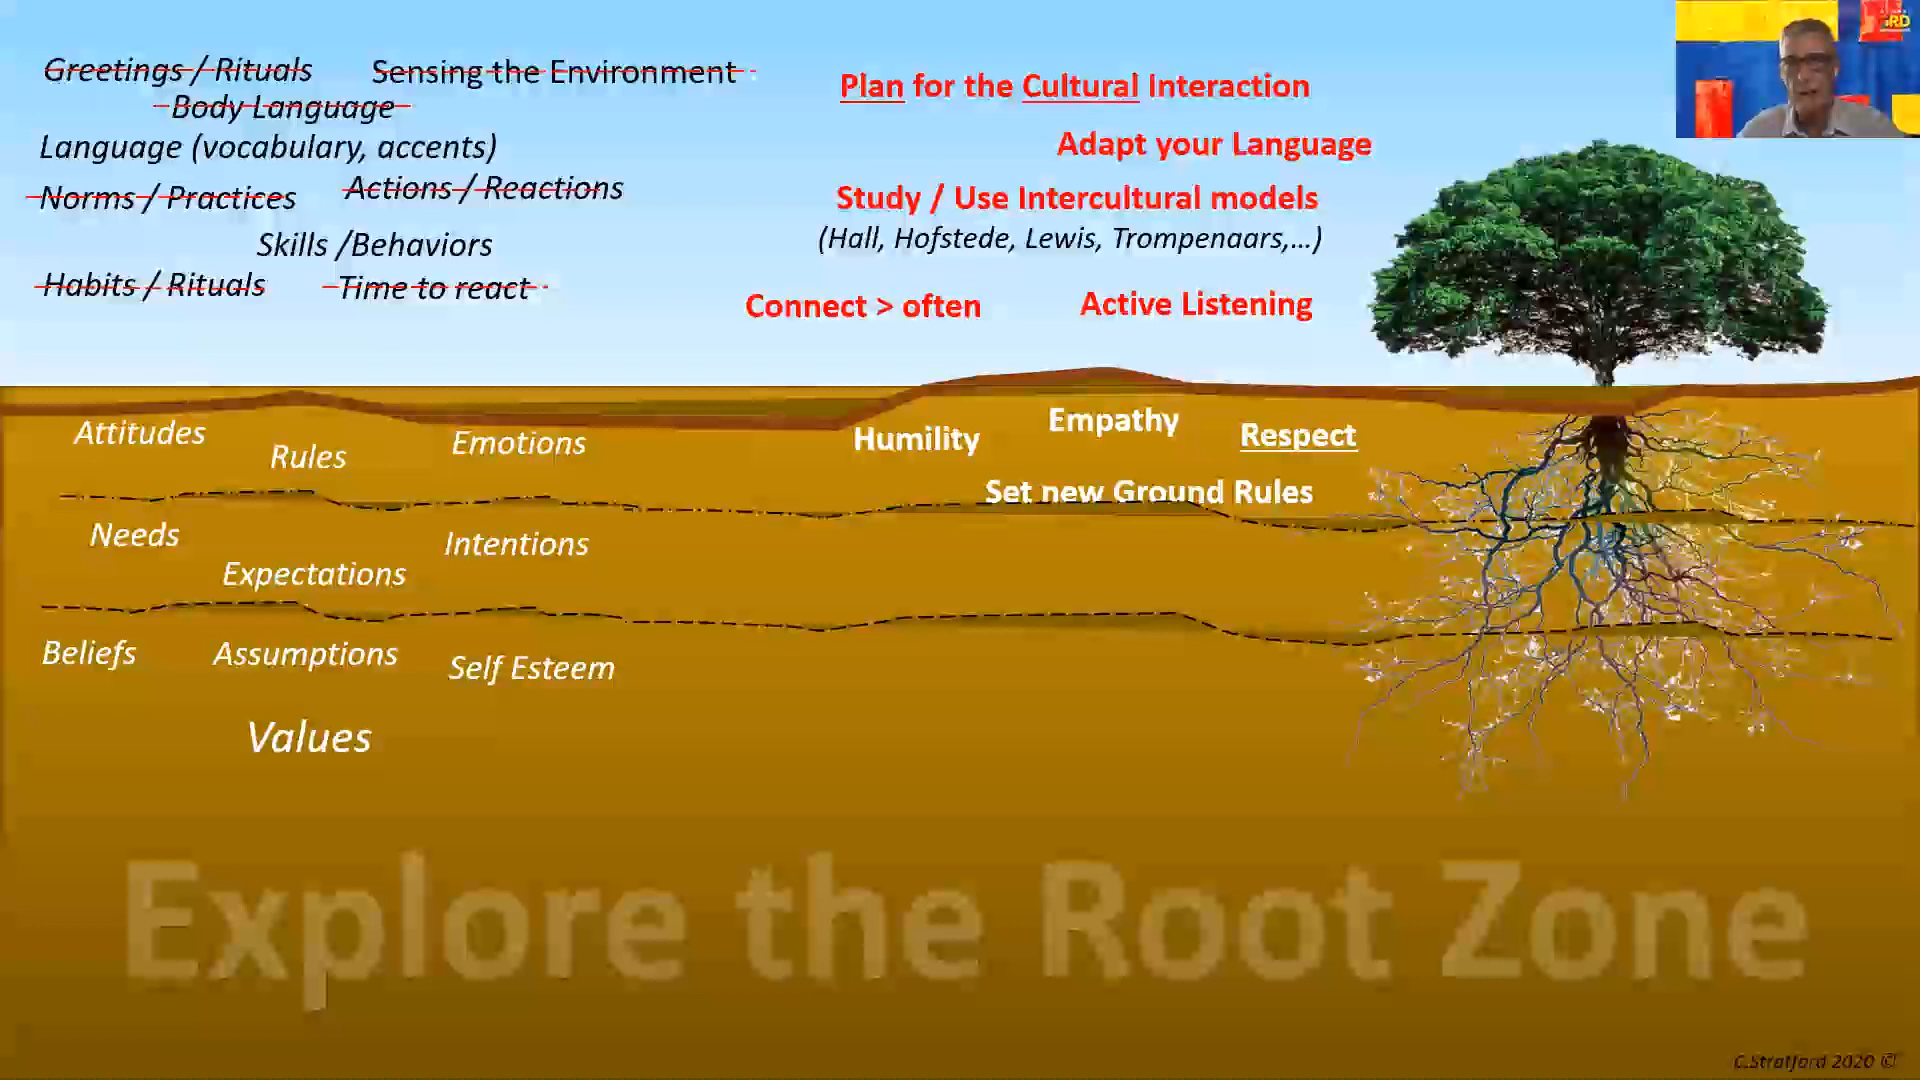 Greetings / Rituals
Sensing the Environment
Body Language
Language (vocabulary, accents)
Norms / Practices
Actions / Reactions
Skills /Behaviors
Habits / Rituals
Time to react
Plan for the Cultural Interaction
Adapt your Language
Study / Use Intercultural models
(Hall, Hofstede, Lewis, Trompenaars,...)
Connect > often
Active Listening
Attitudes
Rules
Emotions
Humility
Empathy
Respect
Set new Ground Rules
Needs
Intentions
Expectations
Beliefs
Assumptions
Self Esteem
Values
Explore the Root Zone
C.Stratford 2020 ©